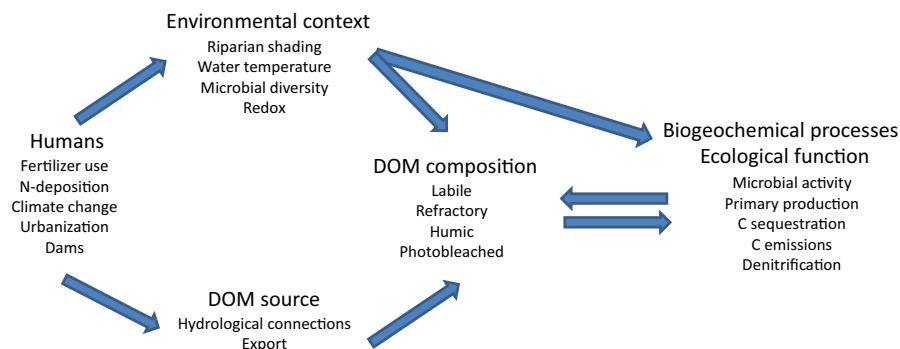 Environmental context
Riparian shading
Water temperature
Microbial diversity
Redox
Humans
Fertilizer use
N-deposition
Climate change
Urbanization
Dams
DOM composition
Labile
Refractory
Humic
Photobleached
Biogeochemical processes
Ecological function
Microbial activity
Primary production
C sequestration
C emissions
Denitrification
DOM source
Hydrological connections
Export